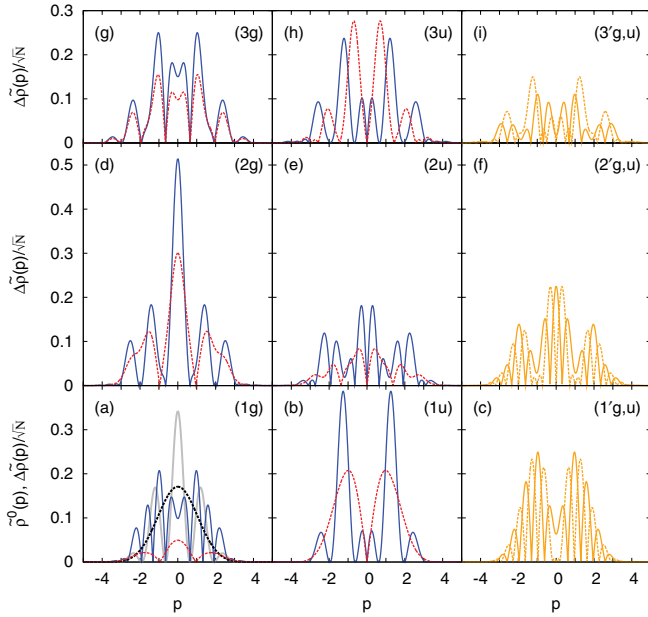 (g) (3g) (h) (3u) (i) (3′g,u)
0.3
0.2
0.1
0
Δρ̃(p)/√N
(d) (2g) (e) (2u) (f) (2′g,u)
0.5
0.4
0.3
0.2
0.1
0
Δρ̃(p)/√N
(a) (1g) (b) (1u) (c) (1′g,u)
0.3
0.2
0.1
0
ρ̃⁰(p), Δρ̃(p)/√N
-4 -2 0 2 4 -4 -2 0 2 4 -4 -2 0 2 4
p p p